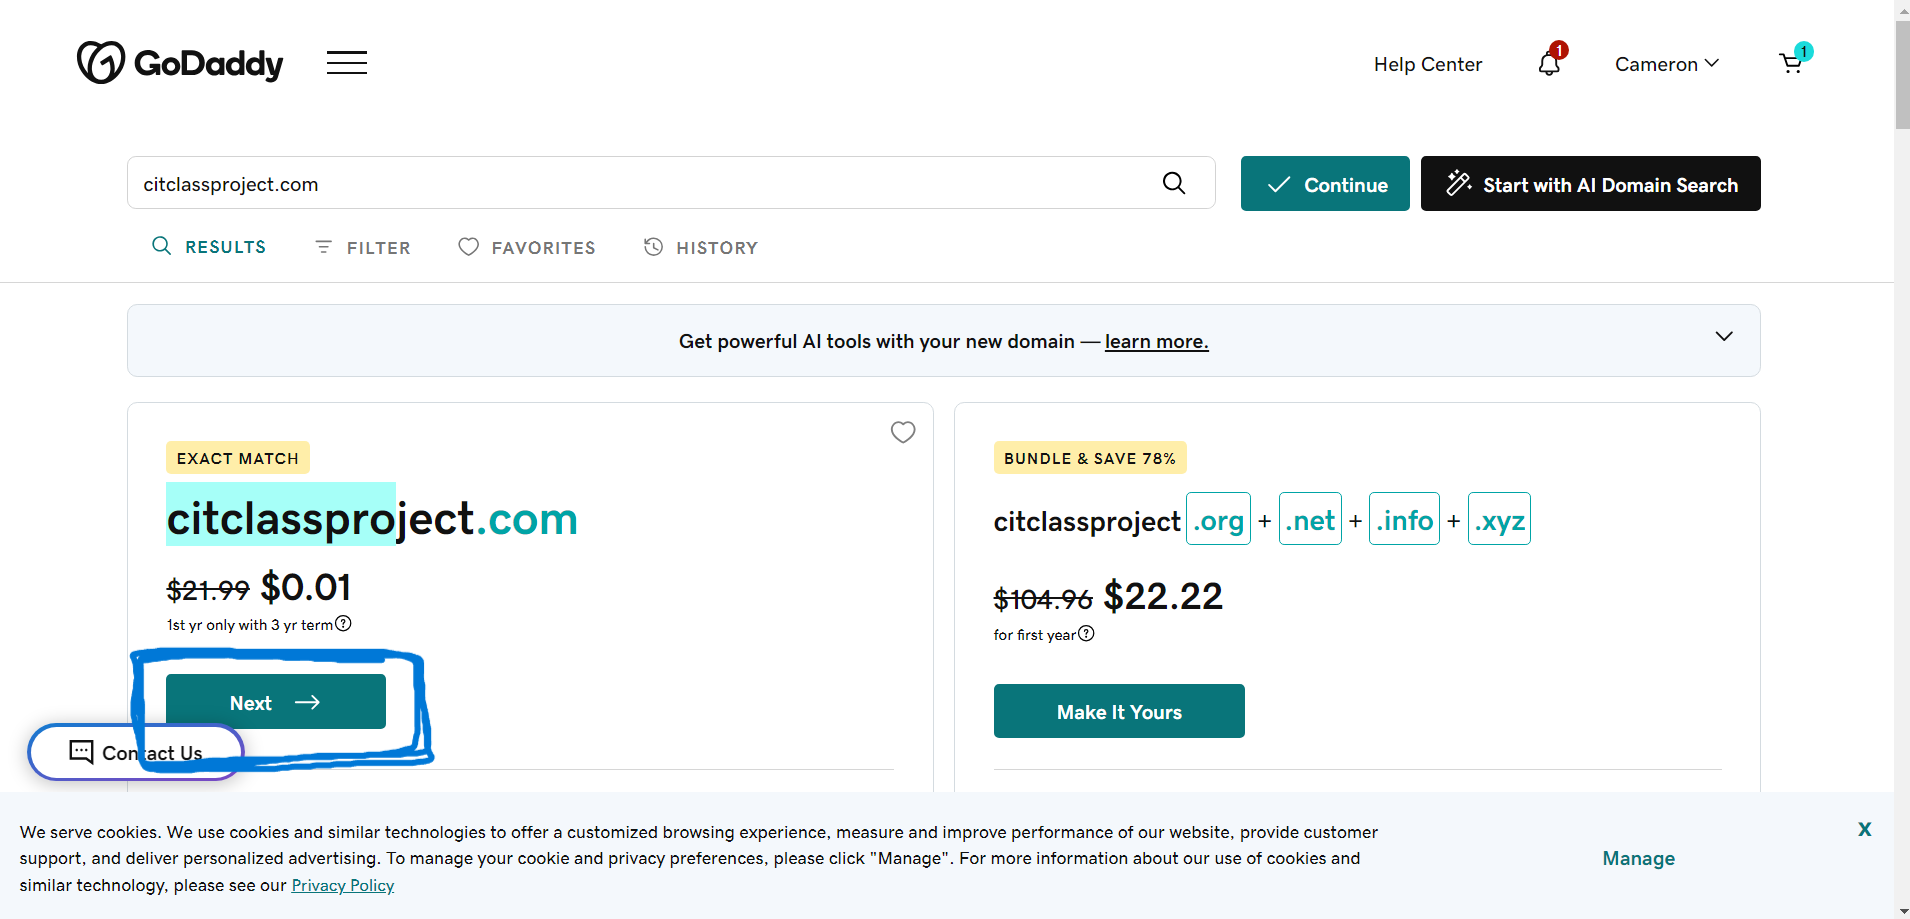 GoDaddy
Help Center
1
Cameron
1
citclassproject.com
Continue
Start with AI Domain Search
RESULTS
FILTER
FAVORITES
HISTORY
Get powerful AI tools with your new domain — learn more.
EXACT MATCH
citclassproject.com
$21.99 $0.01
1st yr only with 3 yr term
Next
BUNDLE & SAVE 78%
citclassproject .org + .net + .info + .xyz
$104.96 $22.22
for first year
Make It Yours
Contact Us
We serve cookies. We use cookies and similar technologies to offer a customized browsing experience, measure and improve performance of our website, provide customer
support, and deliver personalized advertising. To manage your cookie and privacy preferences, please click "Manage". For more information about our use of cookies and
similar technology, please see our Privacy Policy
Manage
X